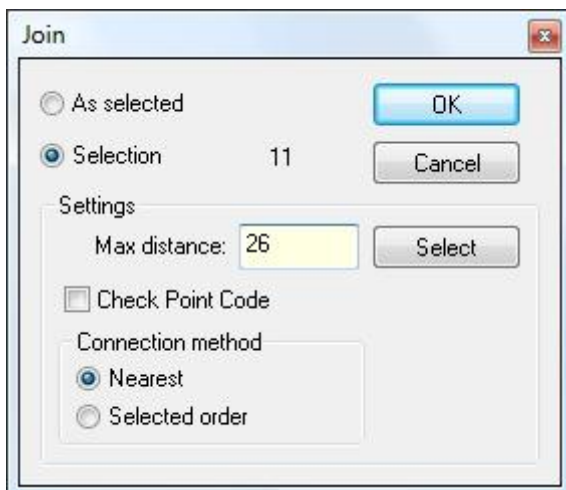 Join
As selected
OK
Selection 11
Cancel
Settings
Max distance: 26
Select
Check Point Code
Connection method
Nearest
Selected order